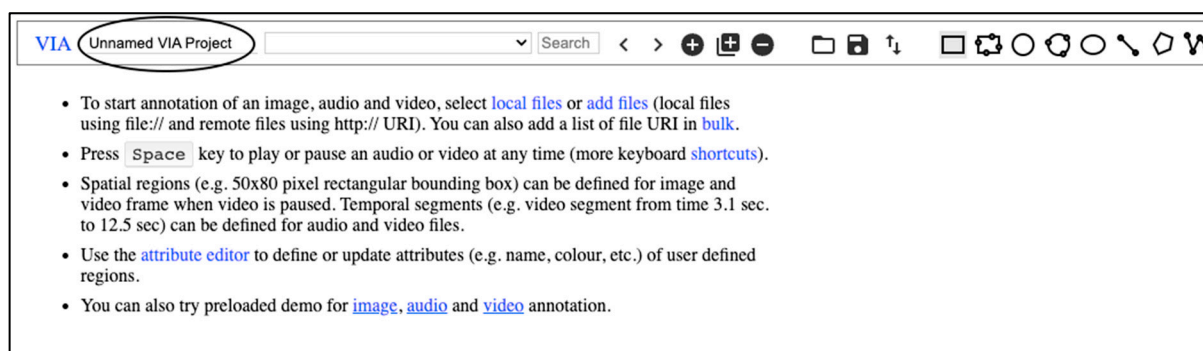 VIA Unnamed VIA Project Search
To start annotation of an image, audio and video, select local files or add files (local files
using file:// and remote files using http:// URI). You can also add a list of file URI in bulk.
Press Space key to play or pause an audio or video at any time (more keyboard shortcuts).
Spatial regions (e.g. 50x80 pixel rectangular bounding box) can be defined for image and
video frame when video is paused. Temporal segments (e.g. video segment from time 3.1 sec.
to 12.5 sec) can be defined for audio and video files.
Use the attribute editor to define or update attributes (e.g. name, colour, etc.) of user defined
regions.
You can also try preloaded demo for image, audio and video annotation.